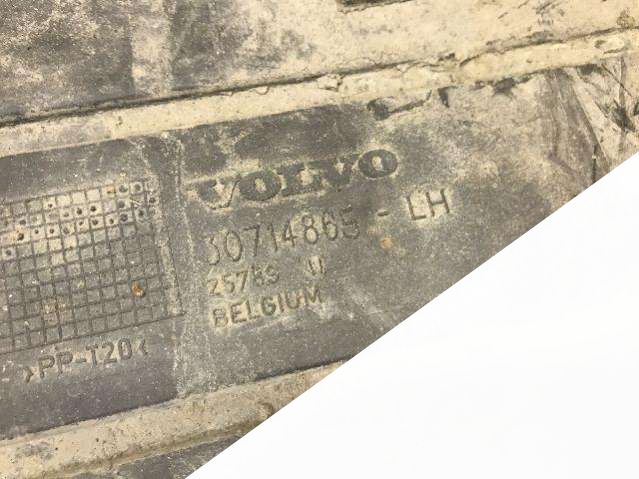 VOLVO
30714865 - LH
BELGIUM
>PP-T20<